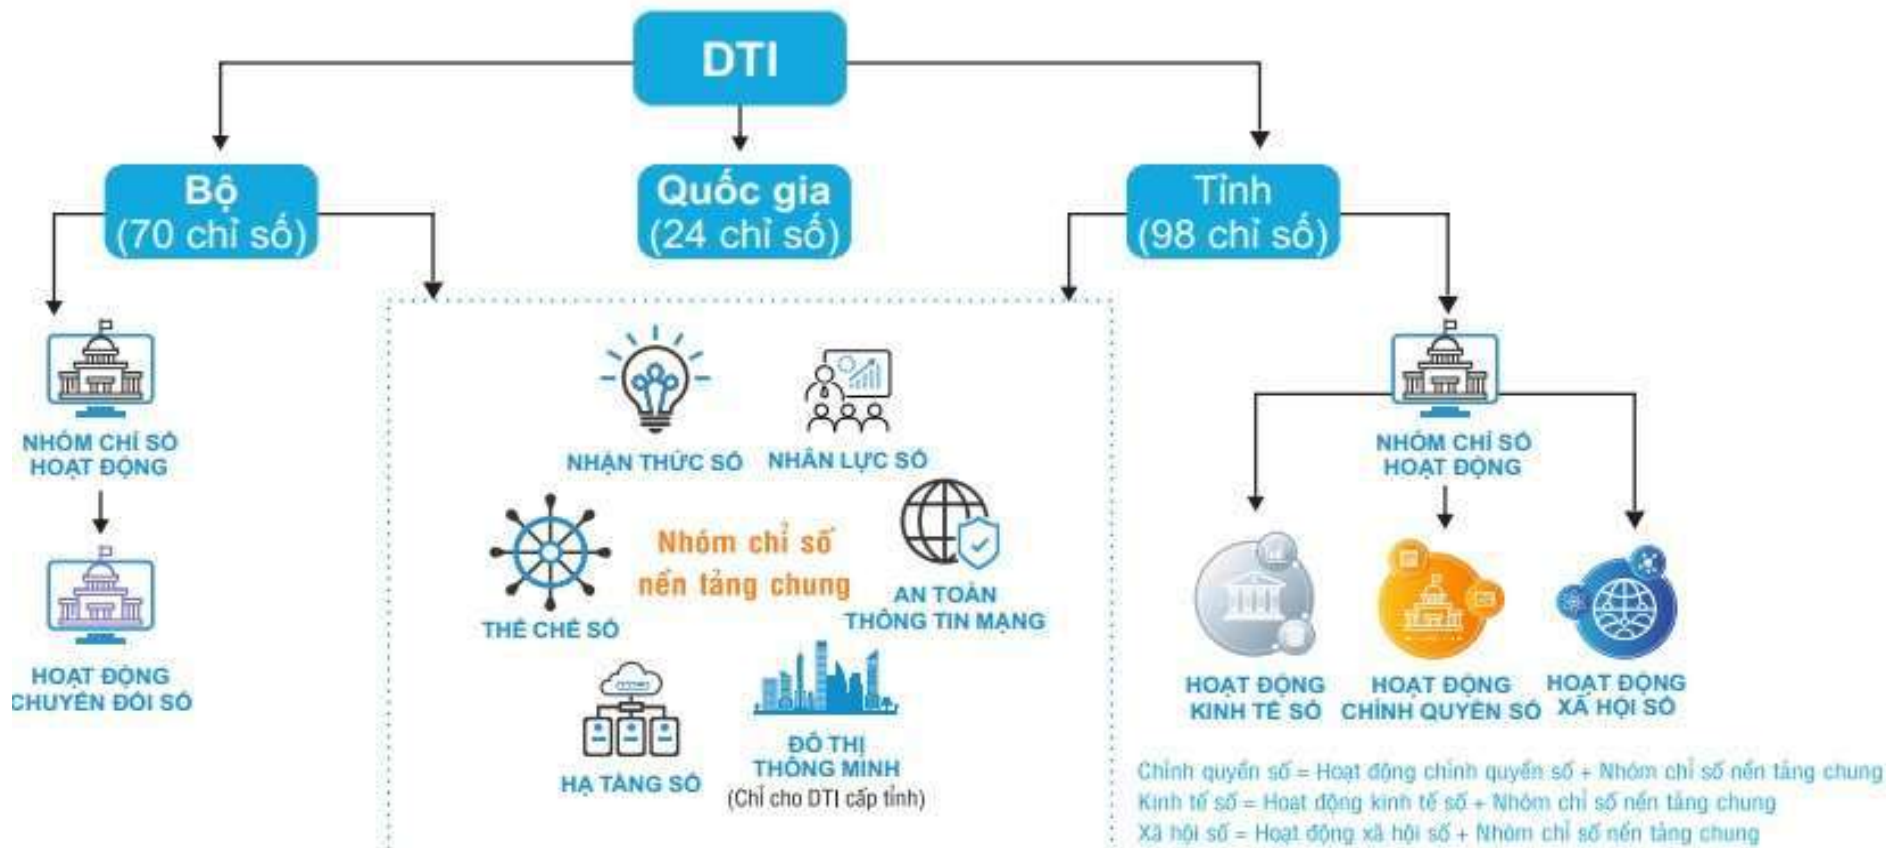 DTI
Bộ
(70 chỉ số)
Quốc gia
(24 chỉ số)
Tỉnh
(98 chỉ số)
NHÓM CHỈ SỐ
HOẠT ĐỘNG
HOẠT ĐỘNG
CHUYỂN ĐỔI SỐ
NHẬN THỨC SỐ
NHÂN LỰC SỐ
THỂ CHẾ SỐ
Nhóm chỉ số
nền tảng chung
AN TOÀN
THÔNG TIN MẠNG
HẠ TẦNG SỐ
ĐÔ THỊ
THÔNG MINH
(Chỉ cho DTI cấp tỉnh)
NHÓM CHỈ SỐ
HOẠT ĐỘNG
HOẠT ĐỘNG
KINH TẾ SỐ
HOẠT ĐỘNG
CHÍNH QUYỀN SỐ
HOẠT ĐỘNG
XÃ HỘI SỐ
Chính quyền số = Hoạt động chính quyền số + Nhóm chỉ số nền tảng chung
Kinh tế số = Hoạt động kinh tế số + Nhóm chỉ số nền tảng chung
Xã hội số = Hoạt động xã hội số + Nhóm chỉ số nền tảng chung